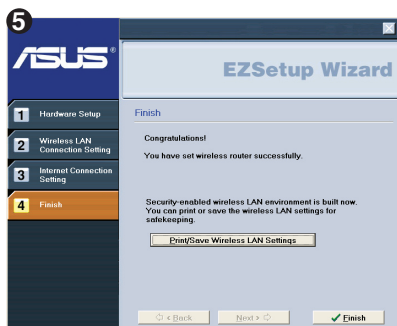 5
ASUS®
EZSetup Wizard
1 Hardware Setup
2 Wireless LAN
Connection Setting
3 Internet Connection
Setting
4 Finish
Finish
Congratulations!
You have set wireless router successfully.
Security-enabled wireless LAN environment is built now.
You can print or save the wireless LAN settings for
safekeeping.
Print/Save Wireless LAN Settings
< Back Next > Finish